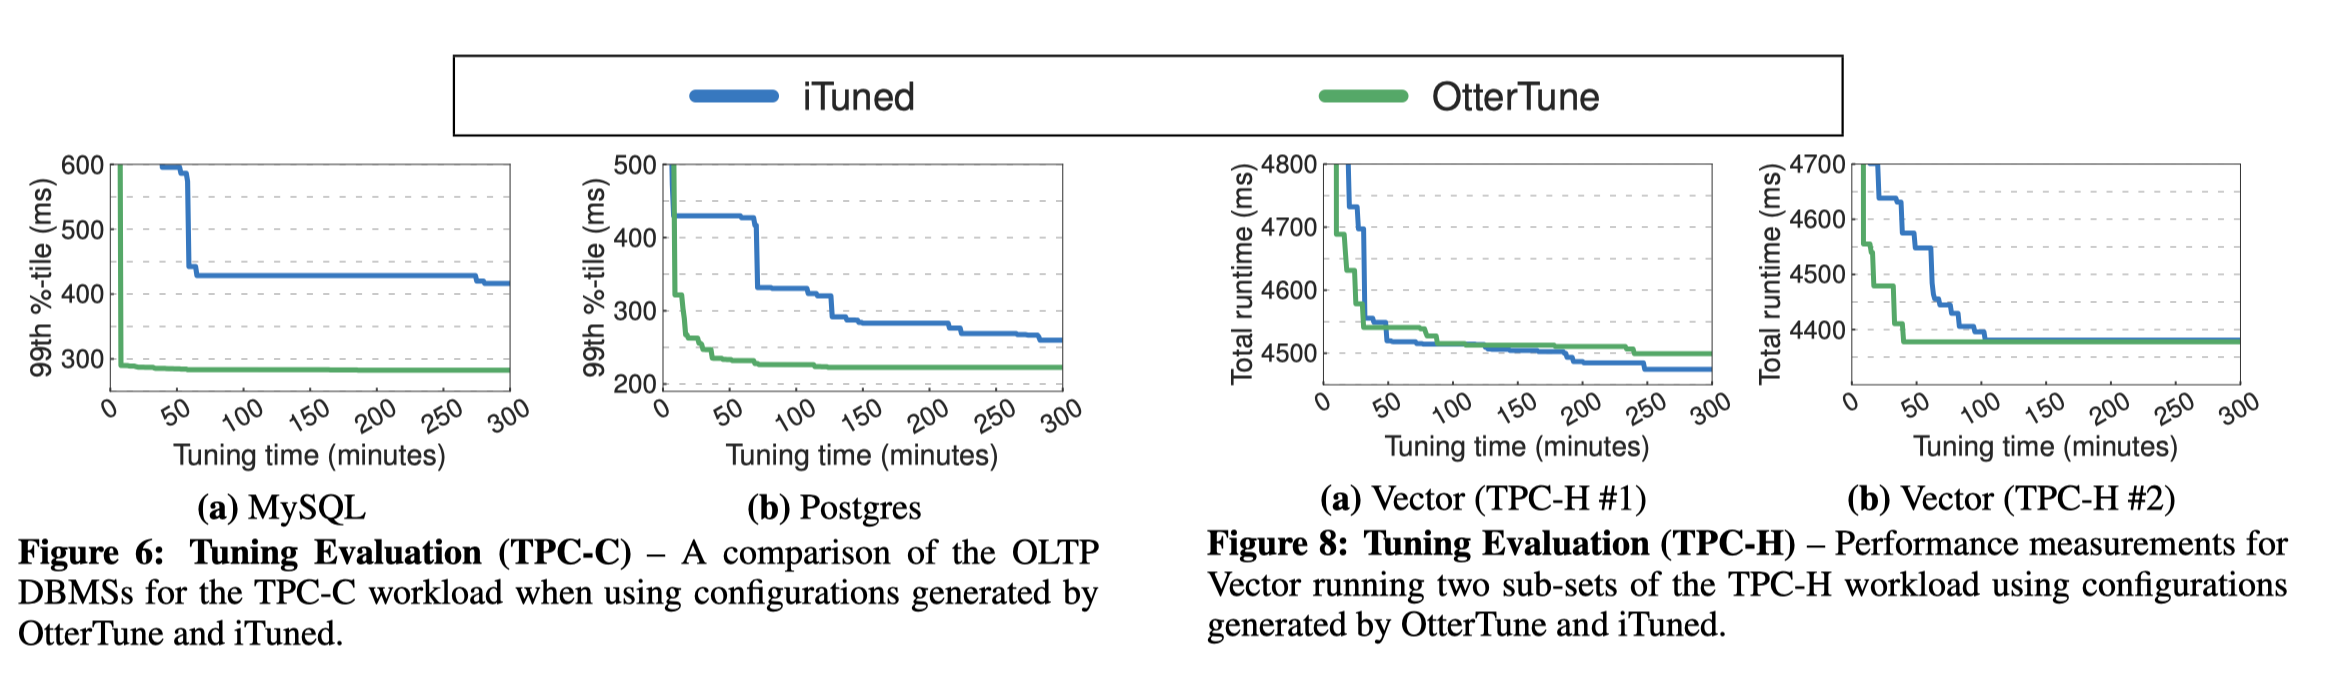 iTuned
OtterTune
99th %-tile (ms)
600
500
400
300
0
50
100
150
200
250
300
Tuning time (minutes)
(a) MySQL
99th %-tile (ms)
500
400
300
200
0
50
100
150
200
250
300
Tuning time (minutes)
(b) Postgres
Figure 6: Tuning Evaluation (TPC-C) – A comparison of the OLTP
DBMSs for the TPC-C workload when using configurations generated by
OtterTune and iTuned.
Total runtime (ms)
4800
4700
4600
4500
0
50
100
150
200
250
300
Tuning time (minutes)
(a) Vector (TPC-H #1)
Total runtime (ms)
4700
4600
4500
4400
0
50
100
150
200
250
300
Tuning time (minutes)
(b) Vector (TPC-H #2)
Figure 8: Tuning Evaluation (TPC-H) – Performance measurements for
Vector running two sub-sets of the TPC-H workload using configurations
generated by OtterTune and iTuned.